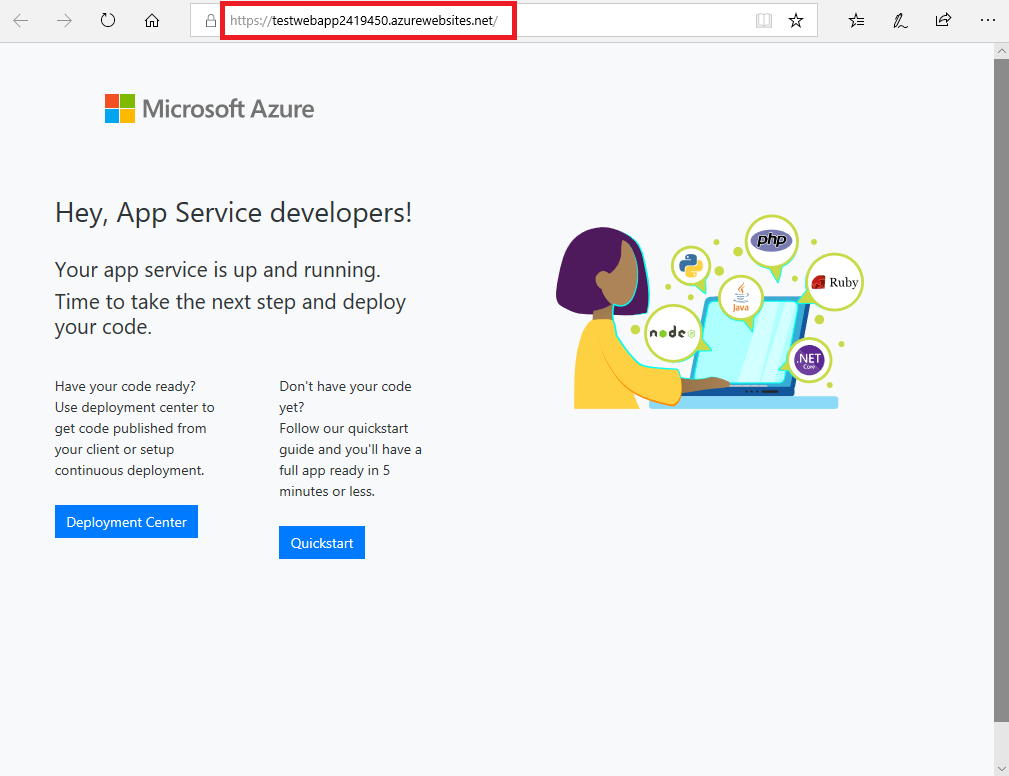 https://testwebapp2419450.azurewebsites.net/
Microsoft Azure
Hey, App Service developers!
Your app service is up and running.
Time to take the next step and deploy
your code.
Have your code ready?
Use deployment center to
get code published from
your client or setup
continuous deployment.
Deployment Center
Don't have your code
yet?
Follow our quickstart
guide and you'll have a
full app ready in 5
minutes or less.
Quickstart
php
Ruby
Java
node
.NET
Core